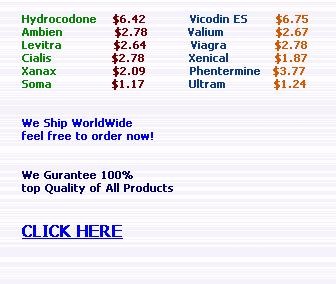 Hydrocodone $6.42 Vicodin ES $6.75
Ambien $2.78 Valium $2.67
Levitra $2.64 Viagra $2.78
Cialis $2.78 Xenical $1.87
Xanax $2.09 Phentermine $3.77
Soma $1.17 Ultram $1.24
We Ship WorldWide
feel free to order now!
We Gurantee 100%
top Quality of All Products
CLICK HERE